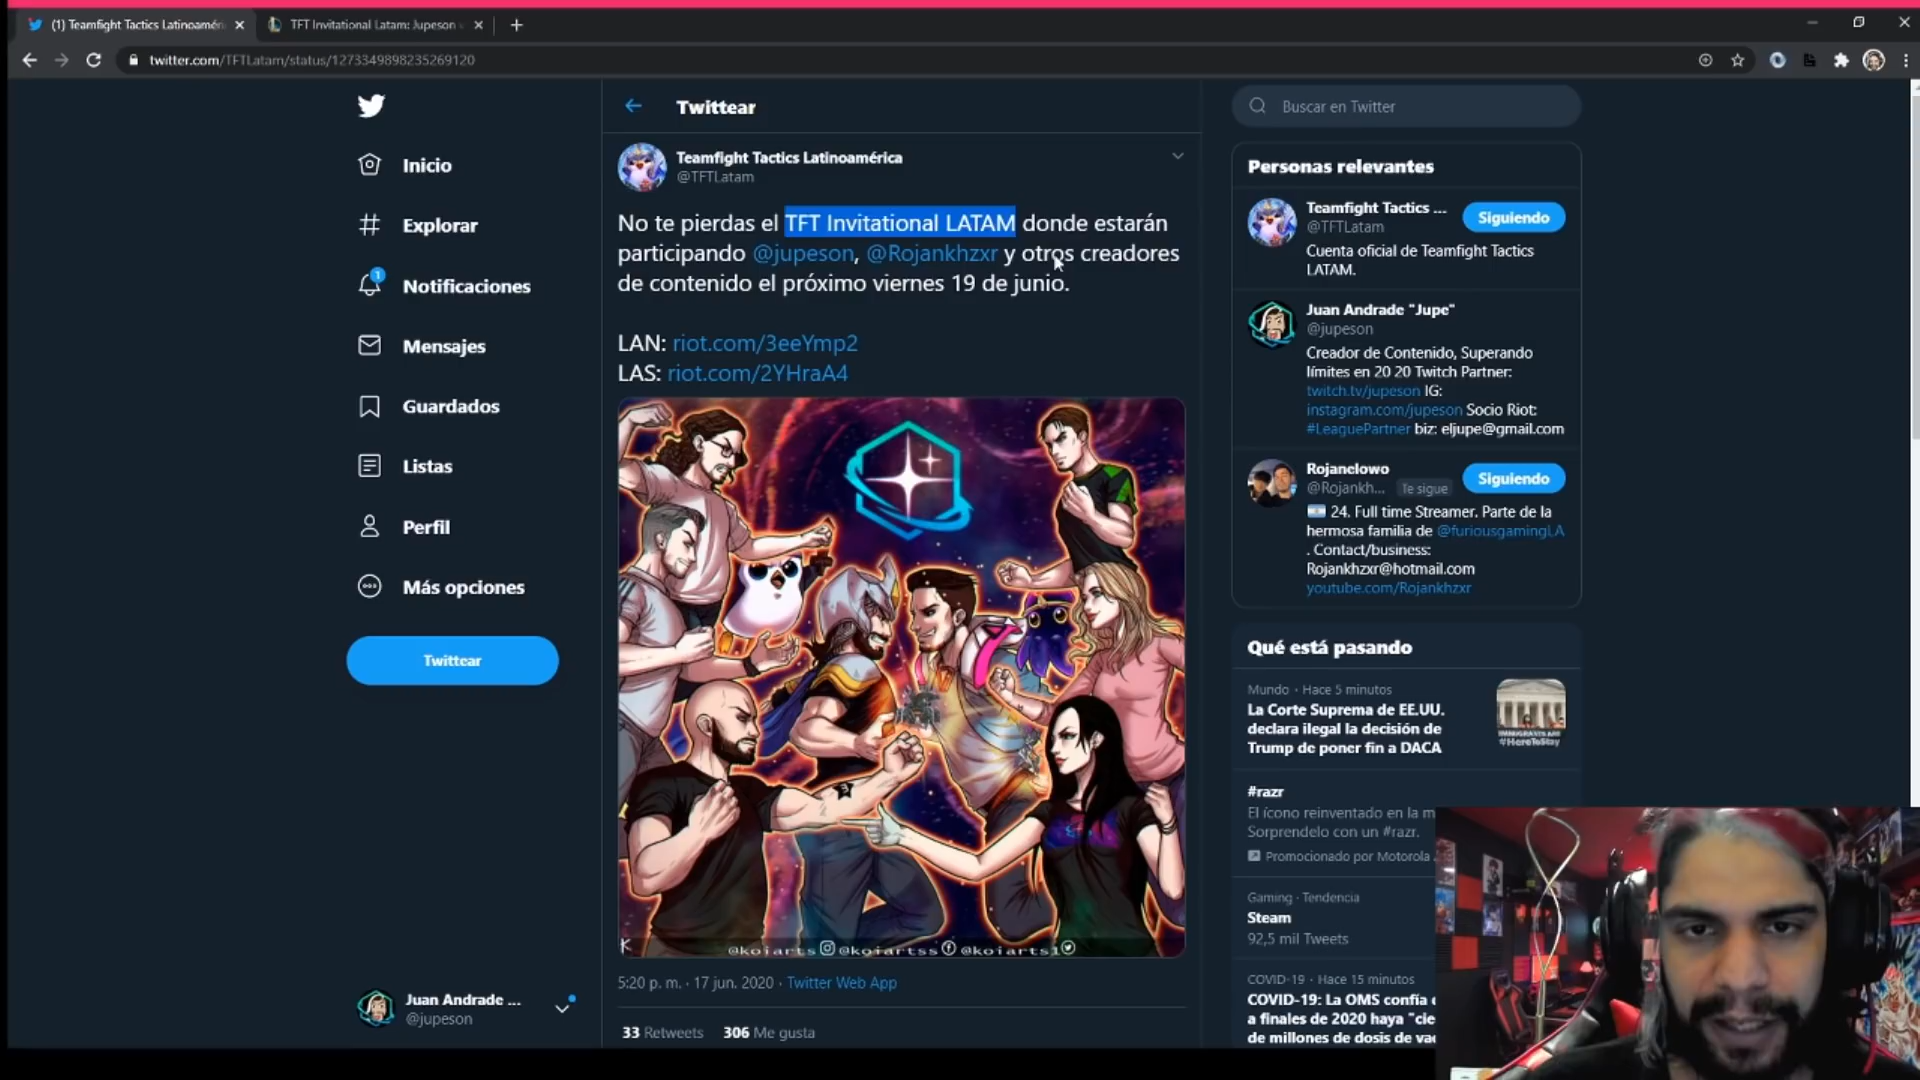 (1) Teamfight Tactics Latinoamér
TFT Invitational Latam: Jupeson
twitter.com/TFTLatam/status/1273349898235269120
Inicio
Explorar
1
Notificaciones
Mensajes
Guardados
Listas
Perfil
Más opciones
Twittear
Juan Andrade ...
@jupeson
Twittear
Teamfight Tactics Latinoamérica
@TFTLatam
No te pierdas el TFT Invitational LATAM donde estarán
participando @jupeson, @Rojankhzxr y otros creadores
de contenido el próximo viernes 19 de junio.
LAN: riot.com/3eeYmp2
LAS: riot.com/2YHraA4
@koiarts @koiartss @koiarts1
5:20 p. m. · 17 jun. 2020 · Twitter Web App
33 Retweets 306 Me gusta
Buscar en Twitter
Personas relevantes
Teamfight Tactics ...
@TFTLatam
Siguiendo
Cuenta oficial de Teamfight Tactics
LATAM.
Juan Andrade "Jupe"
@jupeson
Creador de Contenido, Superando
límites en 20 20 Twitch Partner:
twitch.tv/jupeson IG:
instagram.com/jupeson Socio Riot:
#LeaguePartner biz: eljupe@gmail.com
Rojanelowo
@Rojankh... Te sigue
Siguiendo
24. Full time Streamer. Parte de la
hermosa familia de @furiousgamingLA
. Contact/business:
Rojankhzxr@hotmail.com
youtube.com/Rojankhzxr
Qué está pasando
Mundo · Hace 5 minutos
La Corte Suprema de EE.UU.
declara ilegal la decisión de
Trump de poner fin a DACA
#HereToStay
#razr
El ícono reinventado en la m
Sorprendelo con un #razr.
Promocionado por Motorola
Gaming · Tendencia
Steam
92,5 mil Tweets
COVID-19 · Hace 15 minutos
COVID-19: La OMS confía
a finales de 2020 haya "cie
de millones de dosis de va